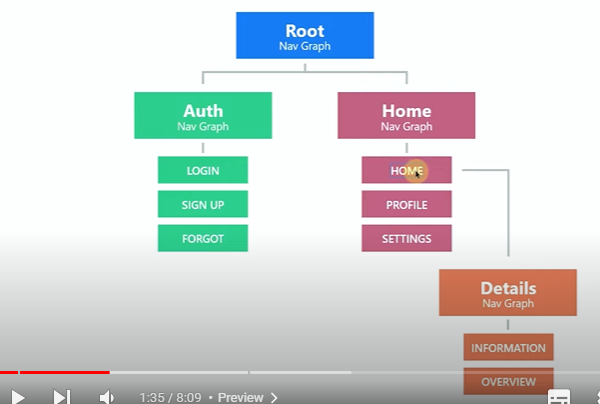 Root
Nav Graph
Auth
Nav Graph
Home
Nav Graph
LOGIN
HOME
SIGN UP
PROFILE
FORGOT
SETTINGS
Details
Nav Graph
INFORMATION
OVERVIEW
1:35 / 8:09 • Preview